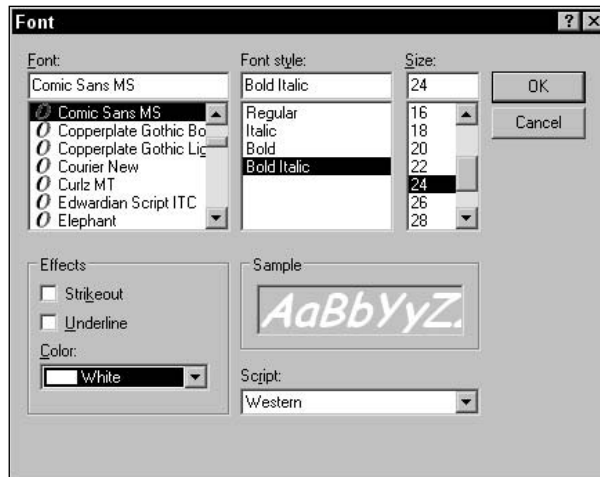 Font
Font: Font style: Size:
Comic Sans MS Bold Italic 24 OK
Cancel
Comic Sans MS
Copperplate Gothic Bo
Copperplate Gothic Lig
Courier New
Curlz MT
Edwardian Script ITC
Elephant
Regular
Italic
Bold
Bold Italic
16
18
20
22
24
26
28
Effects
Strikeout
Underline
Color:
White
Sample
AaBbYyZ
Script:
Western